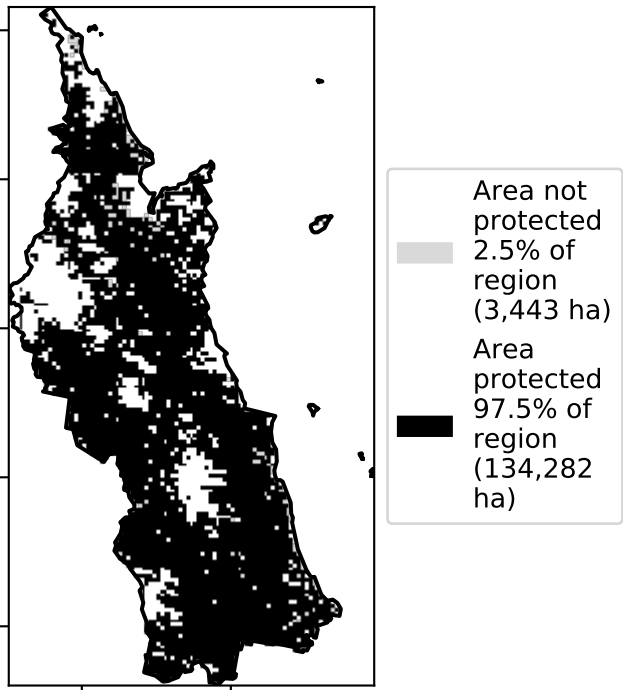 Area not
protected
2.5% of
region
(3,443 ha)
Area
protected
97.5% of
region
(134,282
ha)